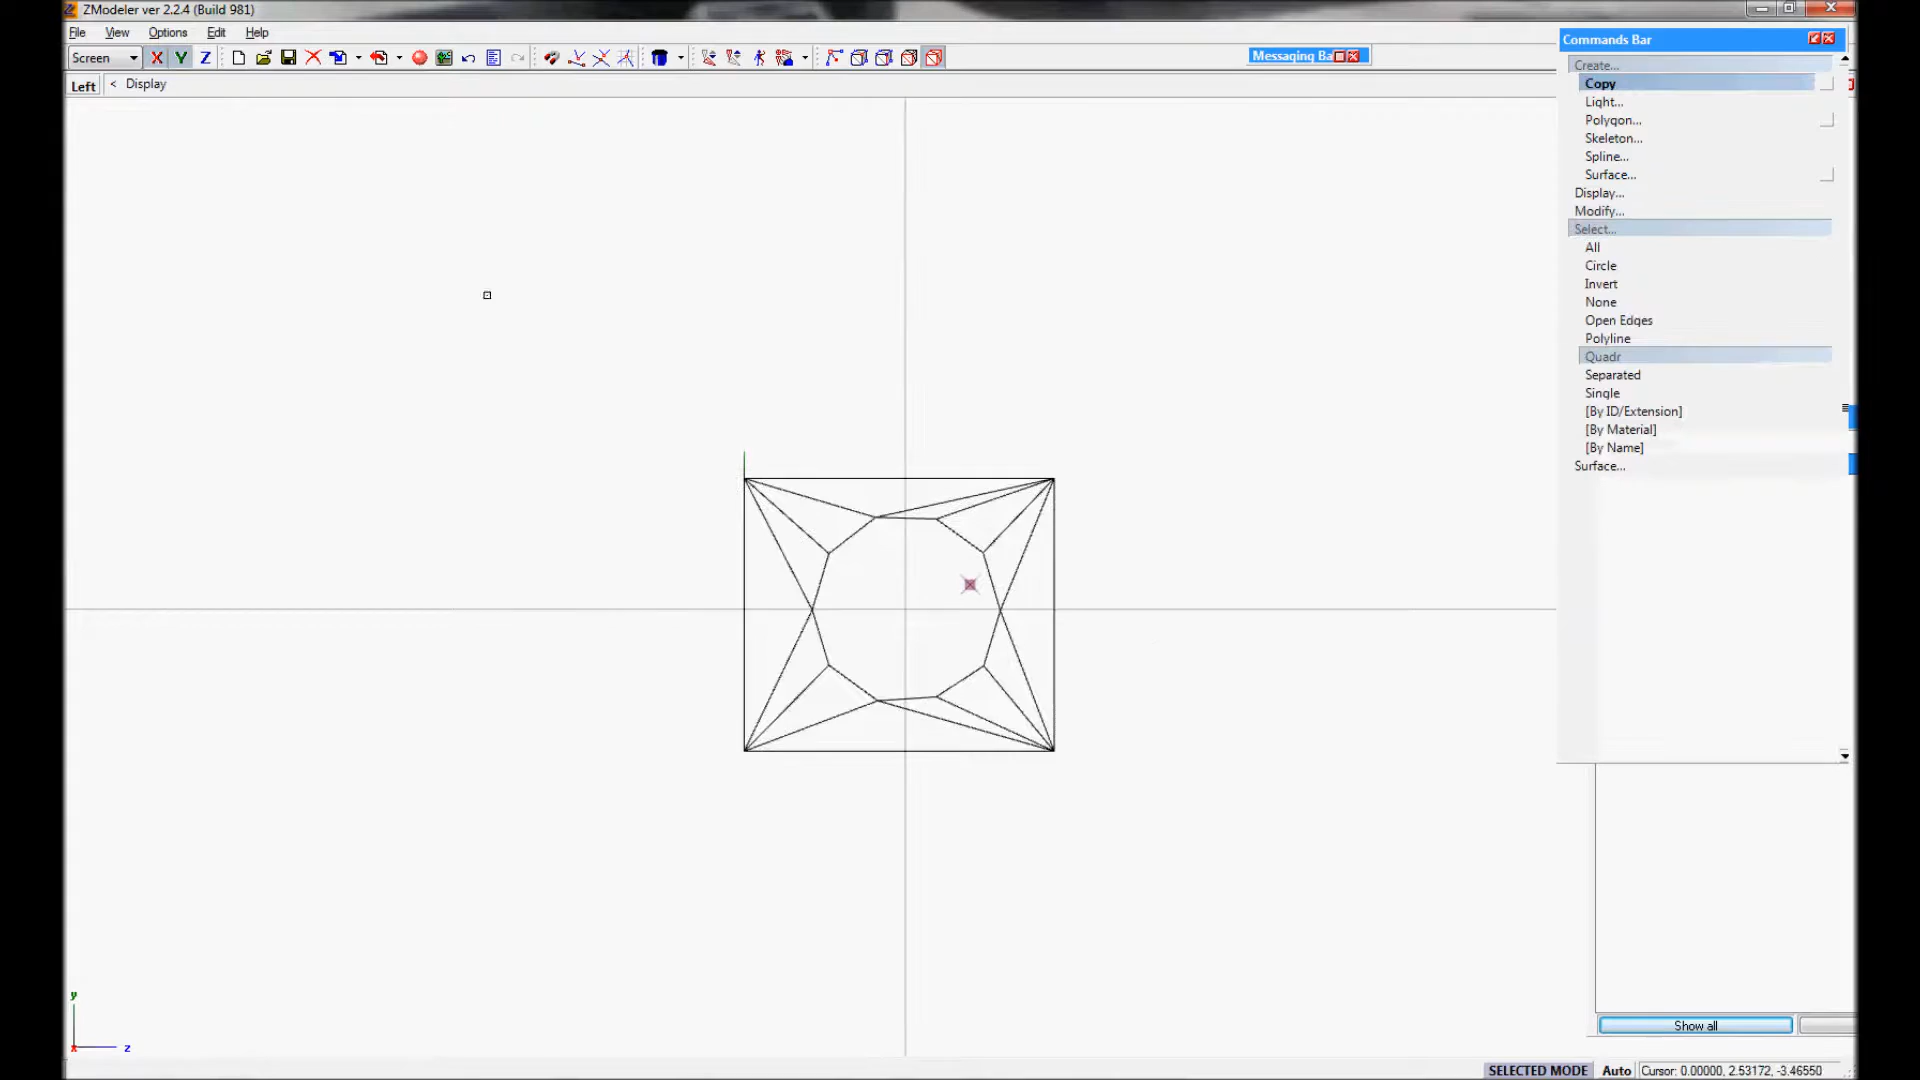 ZModeler ver 2.2.4 (Build 981)
File View Options Edit Help
Screen X Y Z
Messaging Ba
Left < Display
Commands Bar
Create...
Copy
Light...
Polygon...
Skeleton...
Spline...
Surface...
Display...
Modify...
Select...
All
Circle
Invert
None
Open Edges
Polyline
Quadr
Separated
Single
[By ID/Extension]
[By Material]
[By Name]
Surface...
y
x z
Show all
SELECTED MODE Auto Cursor: 0.00000, 2.53172, -3.46550